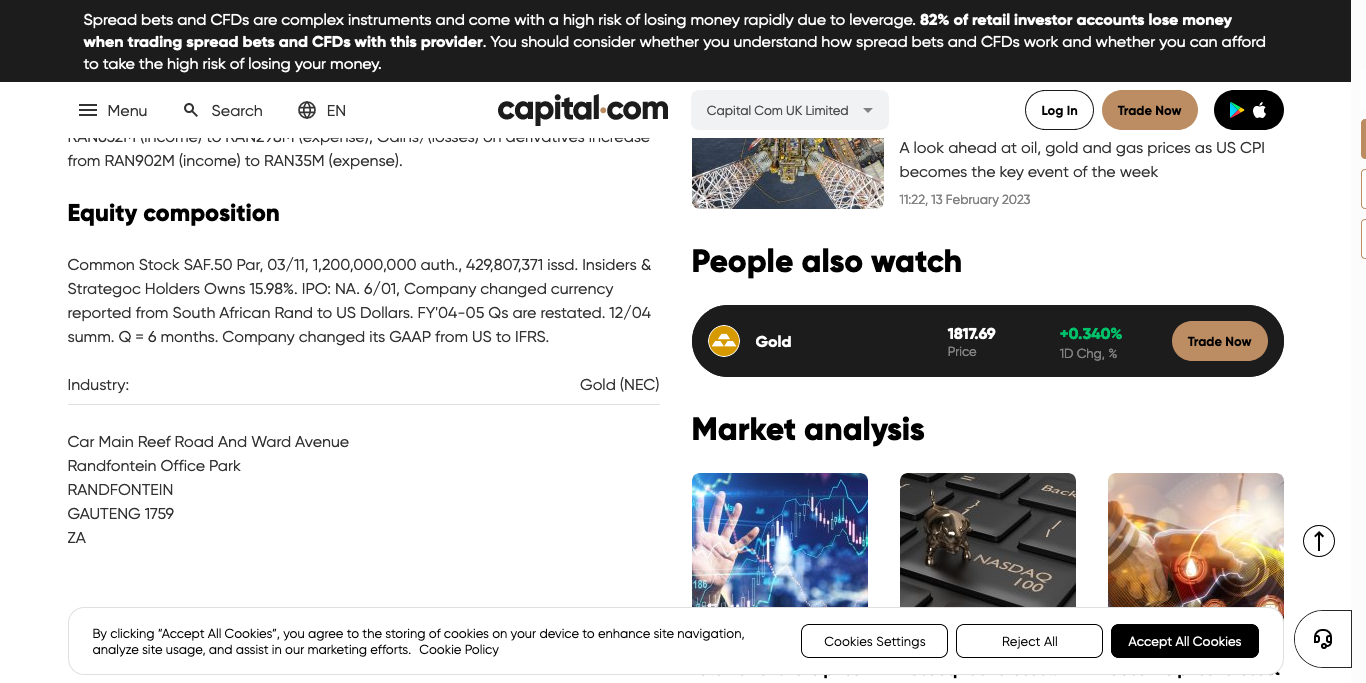 Spread bets and CFDs are complex instruments and come with a high risk of losing money rapidly due to leverage. 82% of retail investor accounts lose money
when trading spread bets and CFDs with this provider. You should consider whether you understand how spread bets and CFDs work and whether you can afford
to take the high risk of losing your money.
Menu
Search
EN
capital.com
Capital Com UK Limited
Log In
Trade Now
from RAN902M (income) to RAN35M (expense).
Equity composition
Common Stock SAF.50 Par, 03/11, 1,200,000,000 auth., 429,807,371 issd. Insiders &
Strategoc Holders Owns 15.98%. IPO: NA. 6/01, Company changed currency
reported from South African Rand to US Dollars. FY'04-05 Qs are restated. 12/04
summ. Q = 6 months. Company changed its GAAP from US to IFRS.
Industry:
Gold (NEC)
Car Main Reef Road And Ward Avenue
Randfontein Office Park
RANDFONTEIN
GAUTENG 1759
ZA
A look ahead at oil, gold and gas prices as US CPI
becomes the key event of the week
11:22, 13 February 2023
People also watch
Gold
1817.69
Price
+0.340%
1D Chg, %
Trade Now
Market analysis
186
Back
NASDAQ
100
By clicking “Accept All Cookies”, you agree to the storing of cookies on your device to enhance site navigation,
analyze site usage, and assist in our marketing efforts. Cookie Policy
Cookies Settings
Reject All
Accept All Cookies